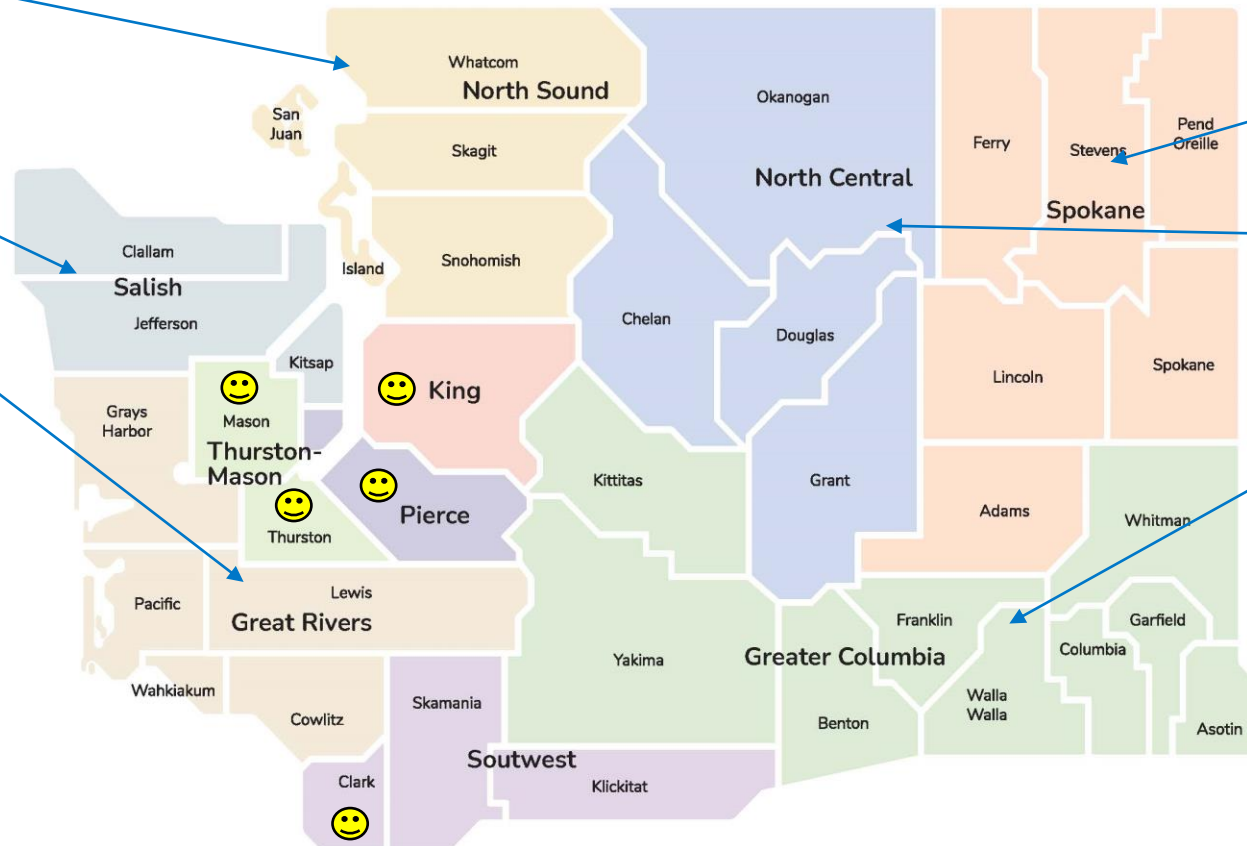 Whatcom
North Sound
San
Juan
Skagit
Island
Snohomish
Okanogan
North Central
Chelan
Douglas
Grant
Ferry
Stevens
Pend
Oreille
Spokane
Lincoln
Spokane
Adams
Clallam
Salish
Jefferson
Kitsap
Grays
Harbor
Mason
Thurston-
Mason
Thurston
King
Pierce
Kittitas
Whitman
Pacific
Lewis
Great Rivers
Wahkiakum
Cowlitz
Yakima
Greater Columbia
Franklin
Benton
Walla
Walla
Columbia
Garfield
Asotin
Skamania
Soutwest
Clark
Klickitat